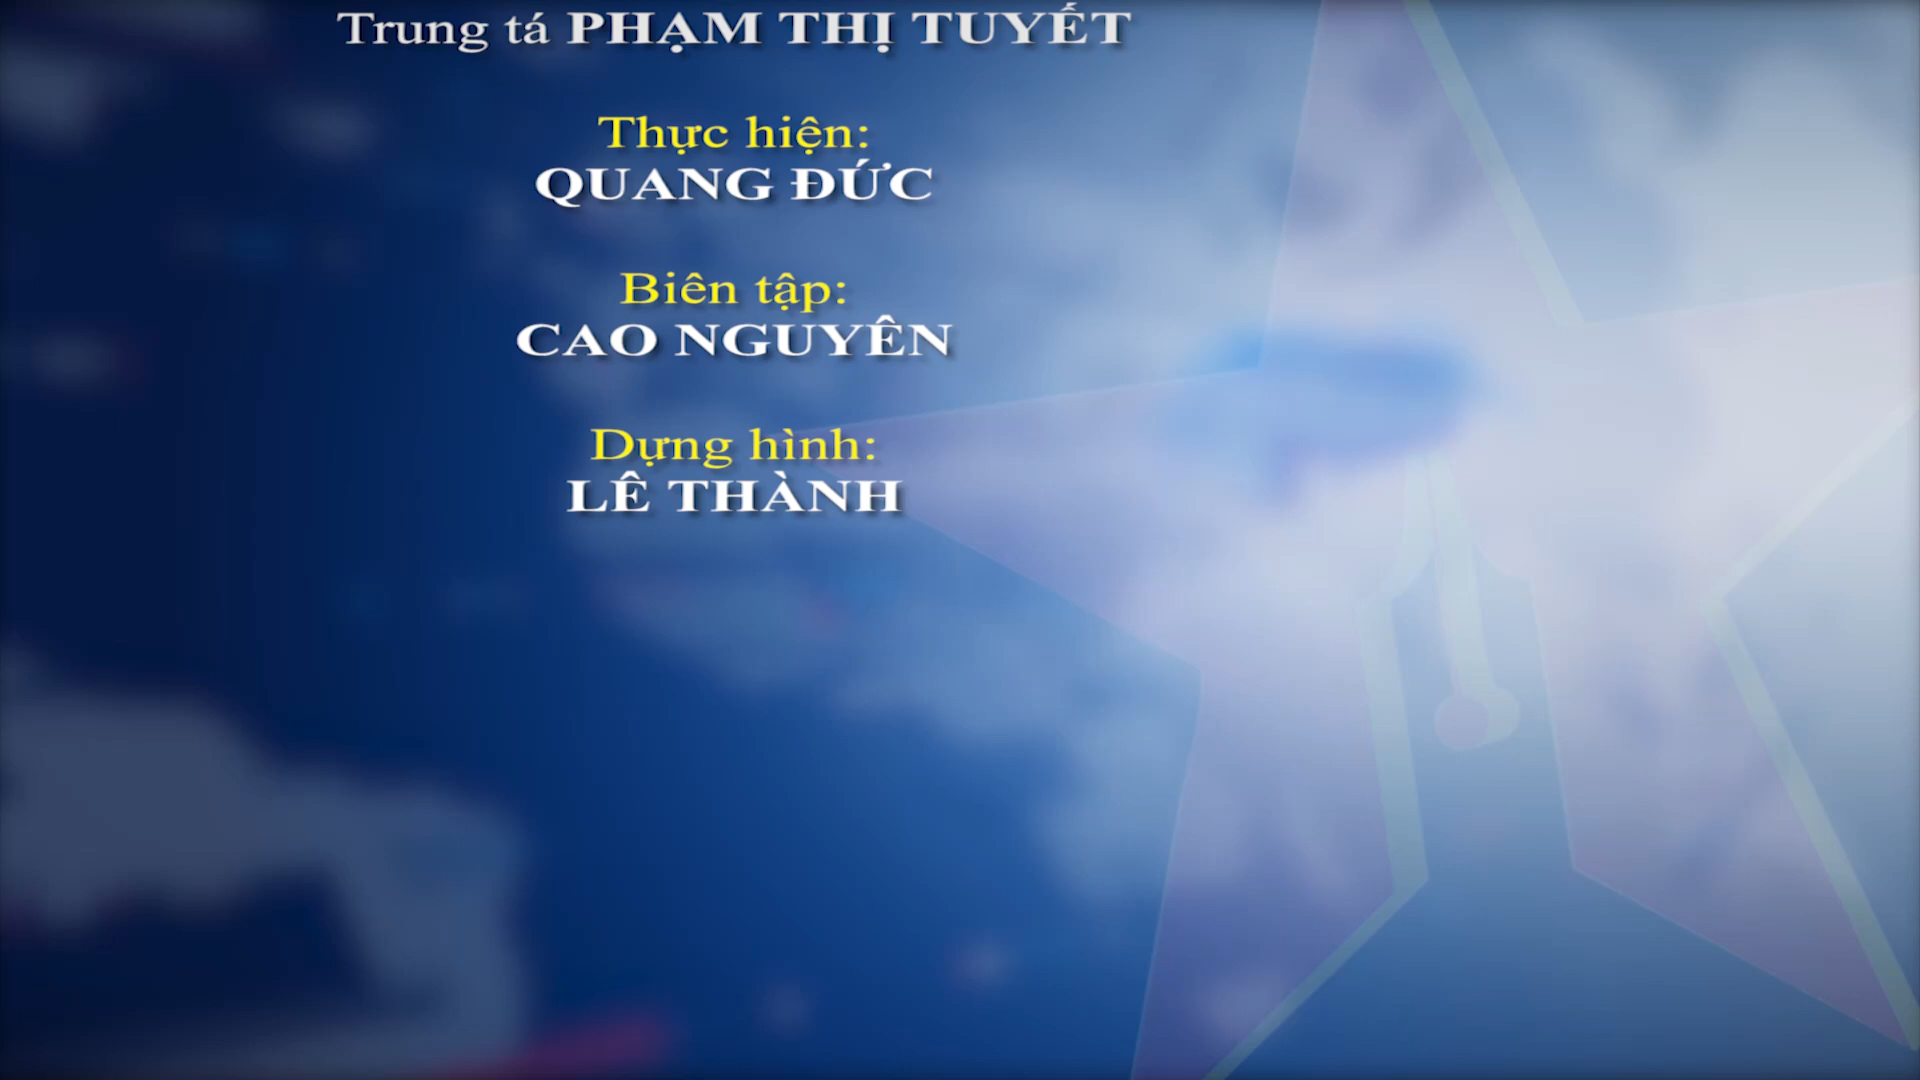 Trung tá PHẠM THỊ TUYẾT
Thực hiện:
QUANG ĐỨC
Biên tập:
CAO NGUYÊN
Dựng hình:
LÊ THÀNH